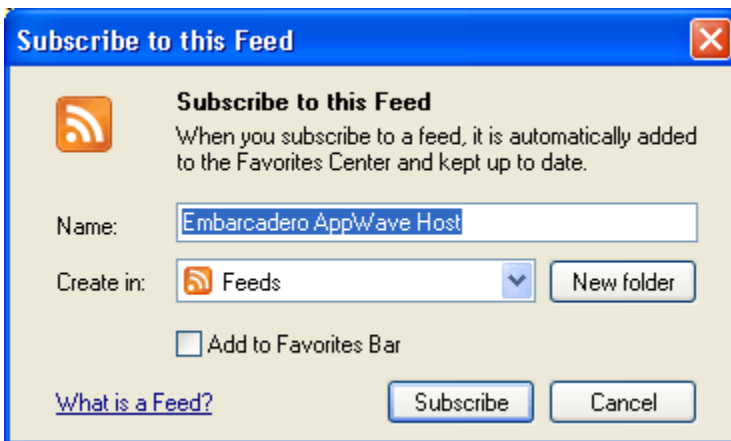 Subscribe to this Feed
Subscribe to this Feed
When you subscribe to a feed, it is automatically added
to the Favorites Center and kept up to date.
Name: Embarcadero AppWave Host
Create in: Feeds New folder
Add to Favorites Bar
What is a Feed? Subscribe Cancel